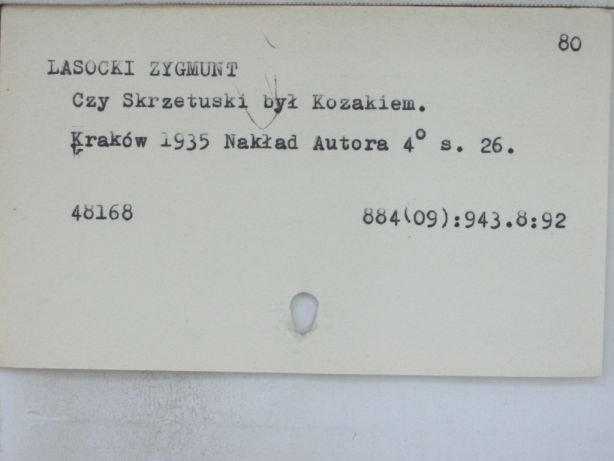 80
LASOCKI ZYGMUNT
Czy Skrzetuski był Kozakiem.
Kraków 1935 Nakład Autora 4° s. 26.
48168 884(09):943.8:92